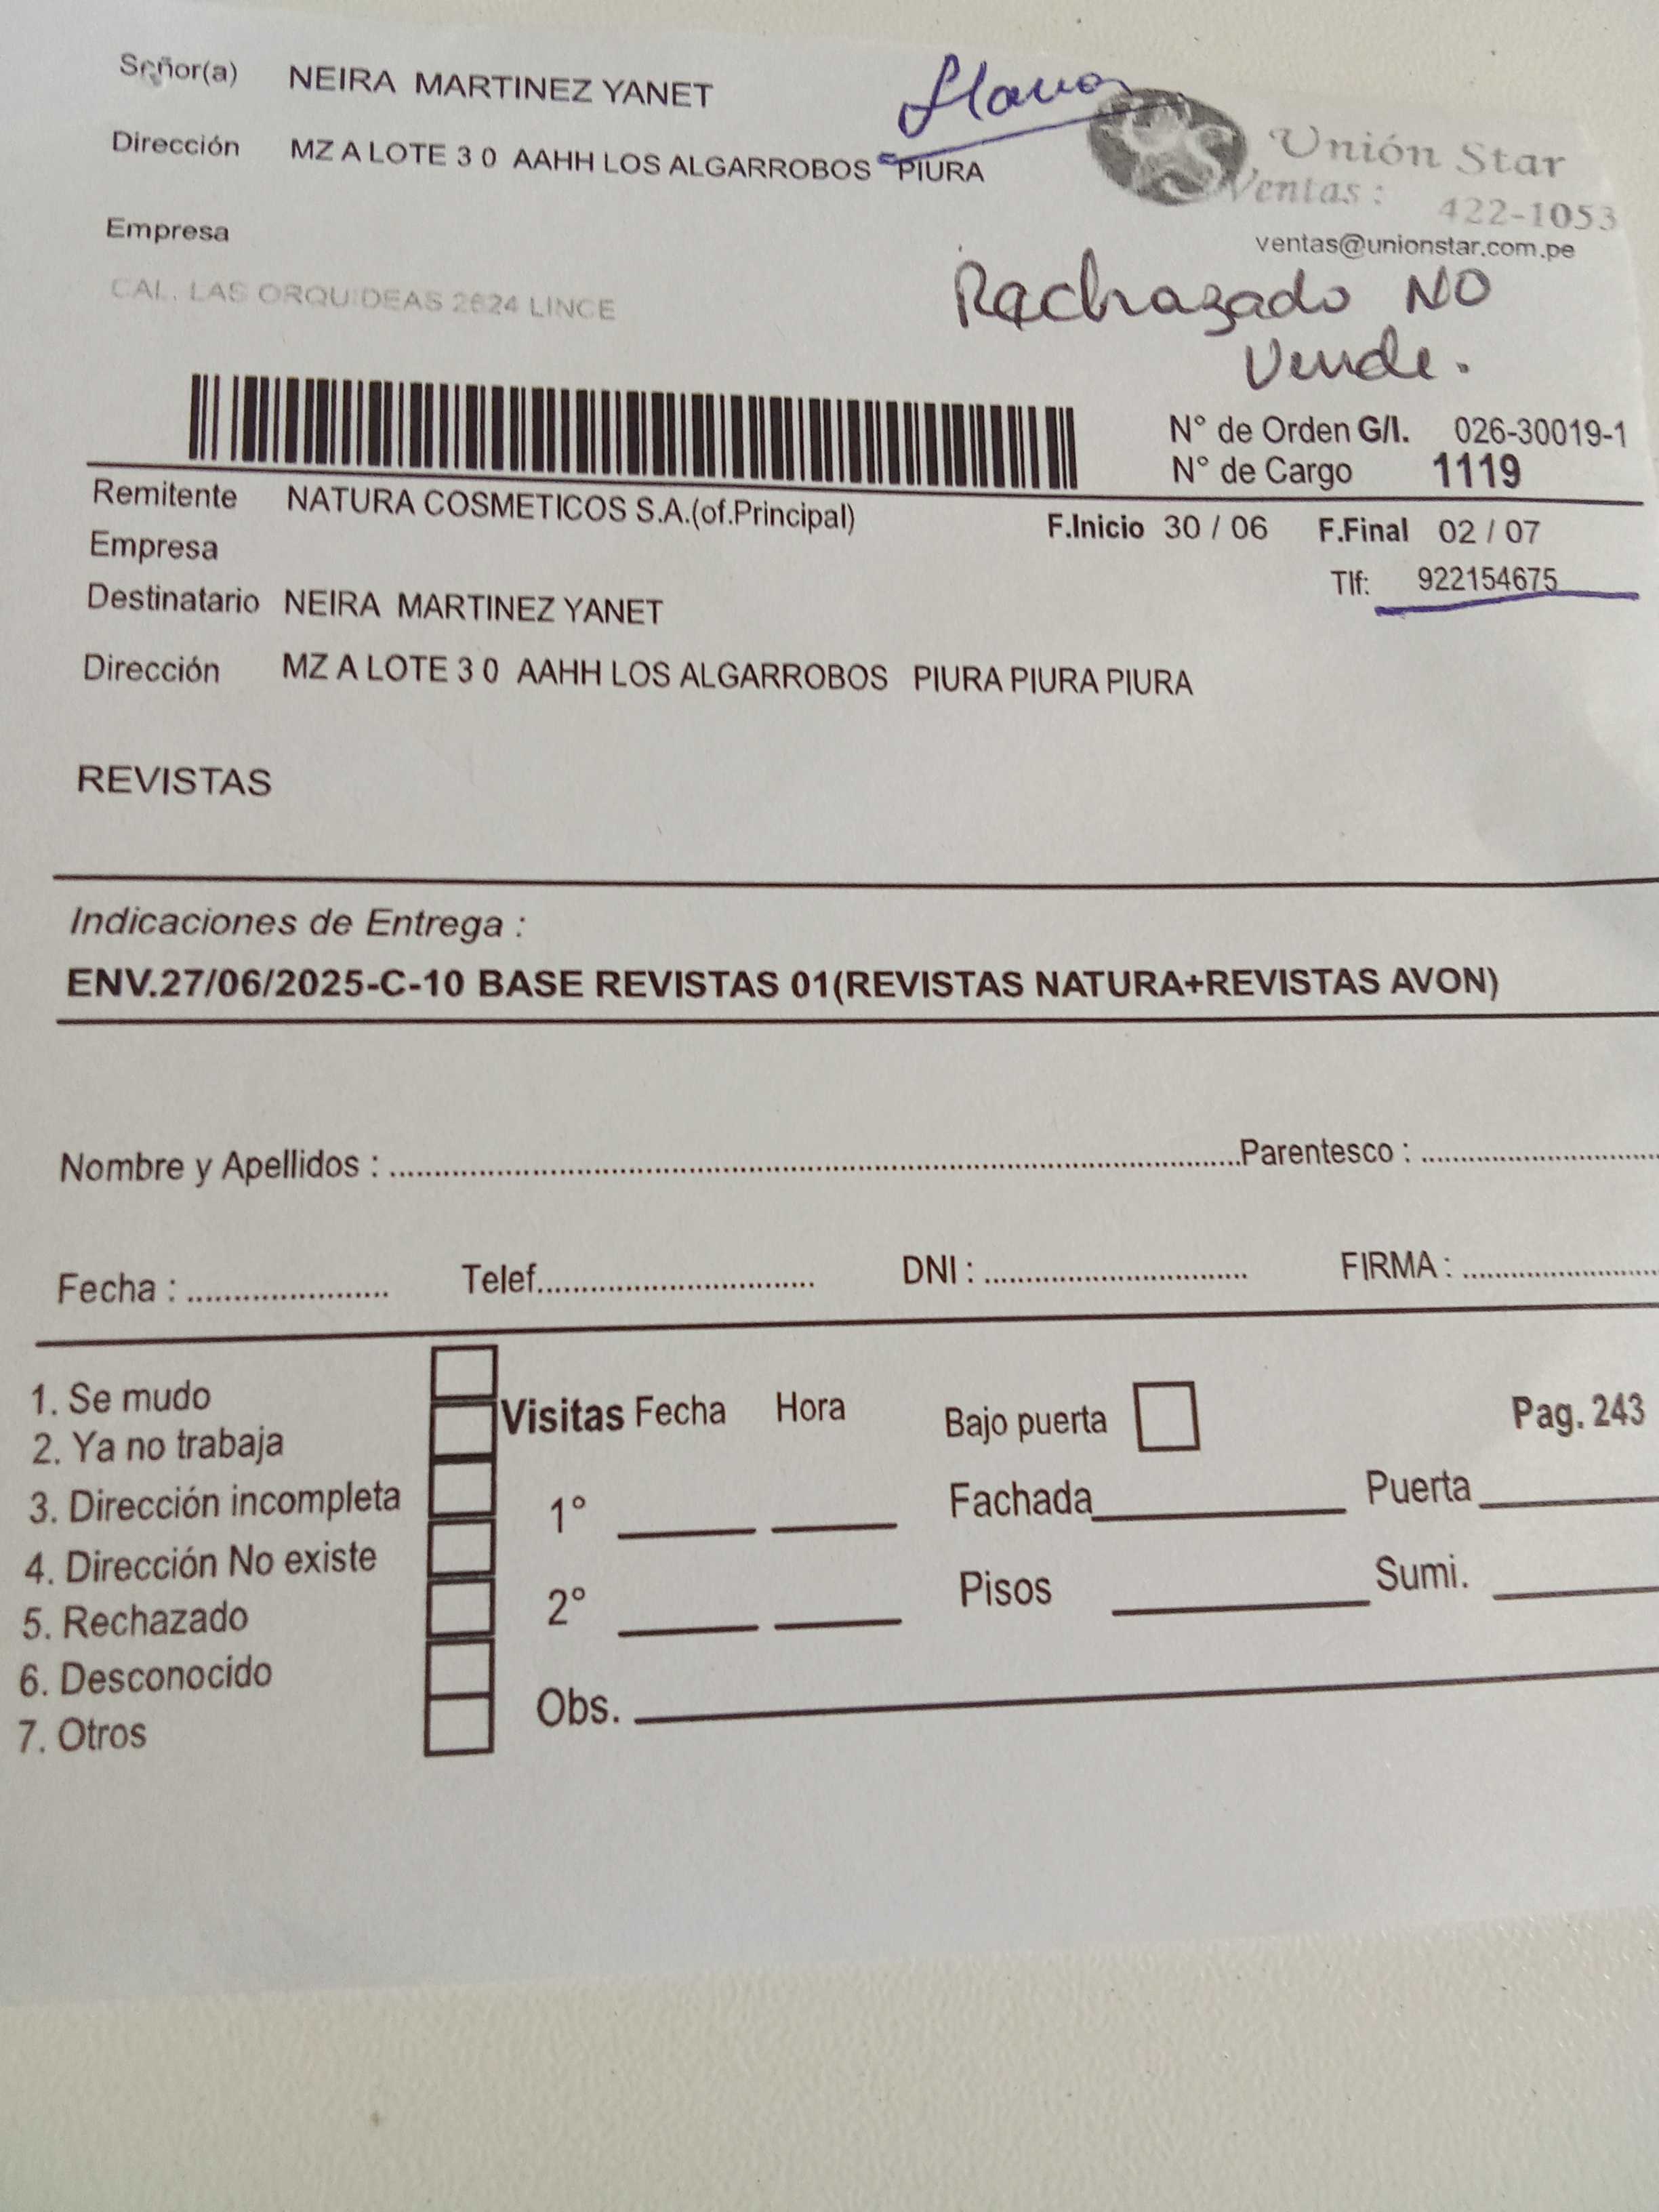 Señor(a) NEIRA MARTINEZ YANET
Dirección MZ A LOTE 3 0 AAHH LOS ALGARROBOS PIURA
Unión Star
Ventas : 422-1053
ventas@unionstar.com.pe
Empresa
CAL. LAS ORQUIDEAS 2624 LINCE
Rechazado NO
Vende.
N° de Orden G/I. 026-30019-1
N° de Cargo 1119
Remitente NATURA COSMETICOS S.A.(of.Principal)
F.Inicio 30 / 06 F.Final 02 / 07
Empresa
Tlf: 922154675
Destinatario NEIRA MARTINEZ YANET
Dirección MZ A LOTE 3 0 AAHH LOS ALGARROBOS PIURA PIURA PIURA
REVISTAS
Indicaciones de Entrega :
ENV.27/06/2025-C-10 BASE REVISTAS 01(REVISTAS NATURA+REVISTAS AVON)
Nombre y Apellidos : Parentesco :
Fecha : Telef. DNI : FIRMA :
1. Se mudo
2. Ya no trabaja
3. Dirección incompleta
4. Dirección No existe
5. Rechazado
6. Desconocido
7. Otros
Visitas Fecha Hora
1°
2°
Obs.
Bajo puerta
Pag. 243
Fachada Puerta
Pisos Sumi.